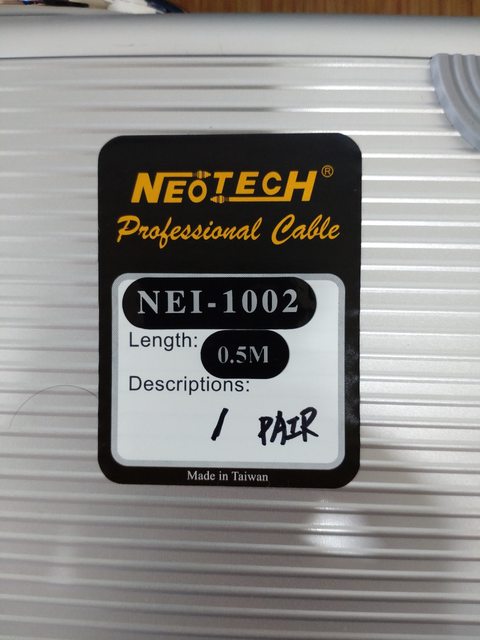 NEOTECH®
Professional Cable
NEI-1002
Length: 0.5M
Descriptions:
1 PAIR
Made in Taiwan